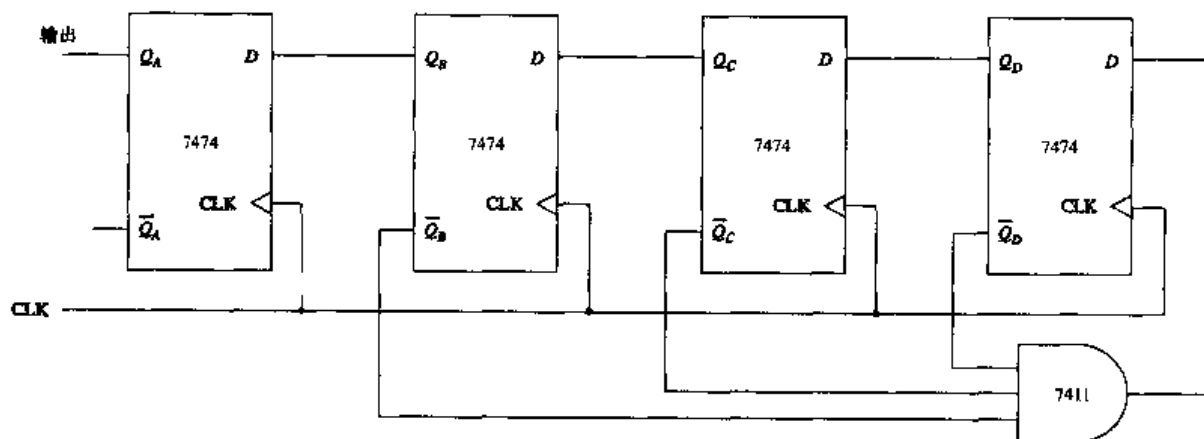 输出
Q_A D Q_B D Q_C D Q_D D
7474 7474 7474 7474
CLK CLK CLK CLK
Q̅_A Q̅_B Q̅_C Q̅_D
CLK
7411